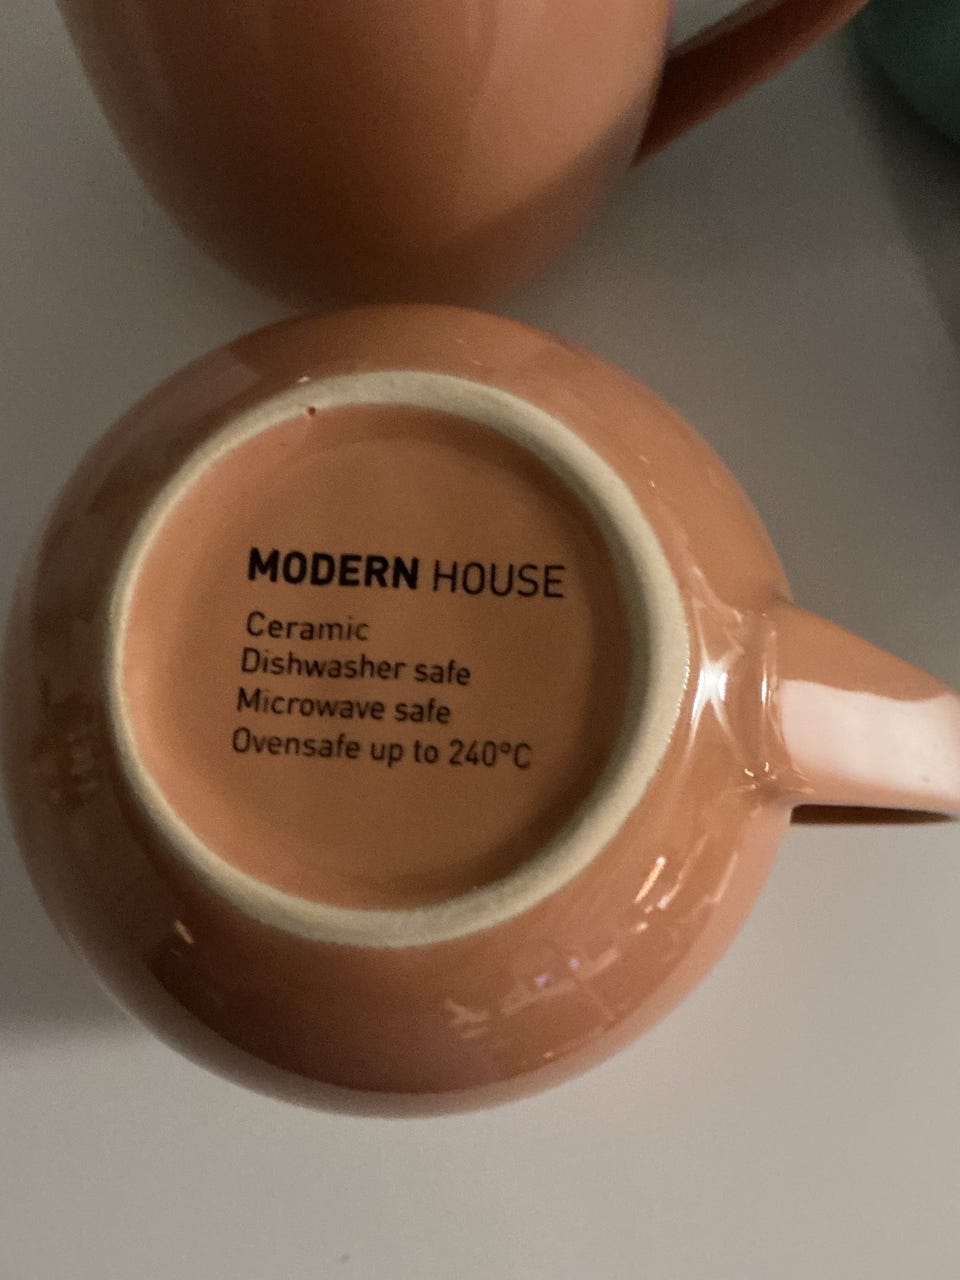 MODERN HOUSE
Ceramic
Dishwasher safe
Microwave safe
Ovensafe up to 240°C